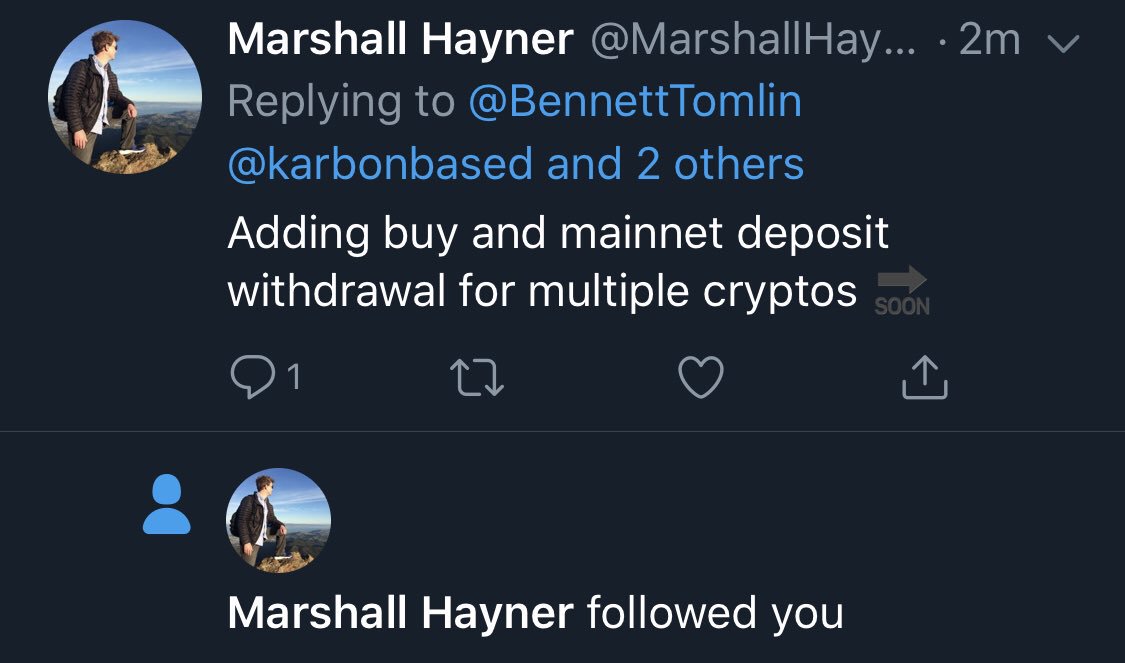 Marshall Hayner @MarshallHay... · 2m
Replying to @BennettTomlin
@karbonbased and 2 others
Adding buy and mainnet deposit
withdrawal for multiple cryptos 🔜
1
Marshall Hayner followed you